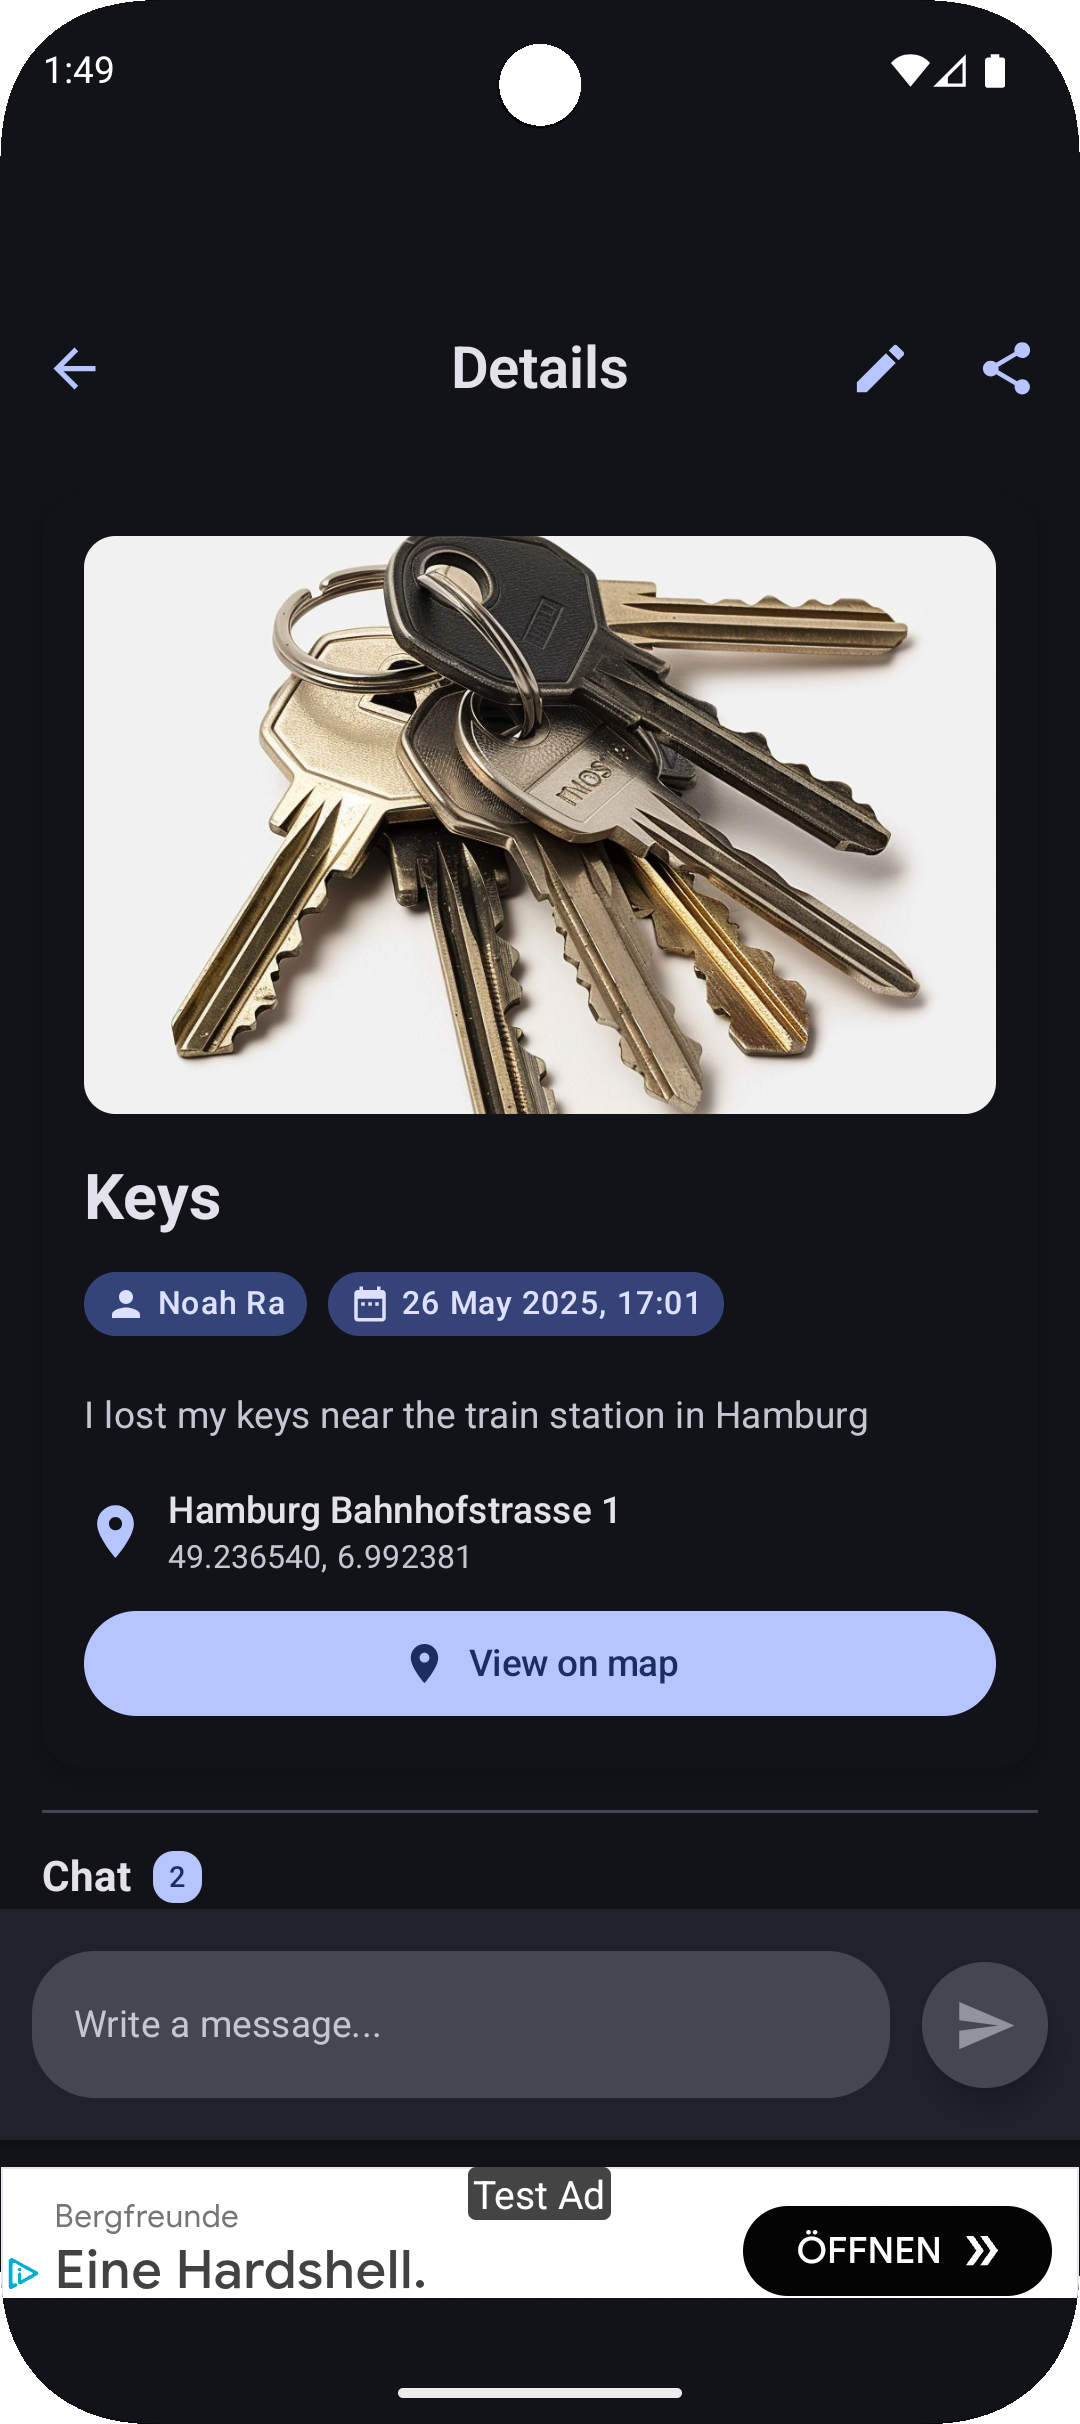 1:49
Details
Keys
Noah Ra
26 May 2025, 17:01
I lost my keys near the train station in Hamburg
Hamburg Bahnhofstrasse 1
49.236540, 6.992381
View on map
Chat 2
Write a message...
Test Ad
Bergfreunde
Eine Hardshell.
ÖFFNEN